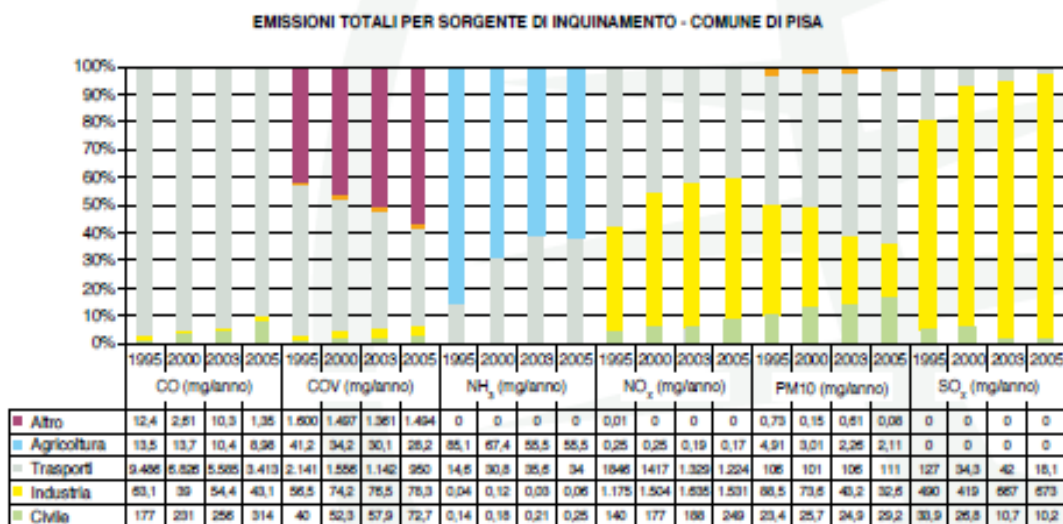 EMISSIONI TOTALI PER SORGENTE DI INQUINAMENTO - COMUNE DI PISA
100%
90%
80%
70%
60%
50%
40%
30%
20%
10%
0%
1995 2000 2003 2005 1995 2000 2003 2005 1995 2000 2003 2005 1995 2000 2003 2005 1995 2000 2003 2005 1995 2000 2003 2005
CO (mg/anno) COV (mg/anno) NH3 (mg/anno) NOx (mg/anno) PM10 (mg/anno) SOx (mg/anno)
Altro 12,4 2,61 10,3 1,35 1.600 1.497 1.361 1.494 0 0 0 0 0,01 0 0 0 0,73 0,15 0,61 0,08 0 0 0 0
Agricoltura 13,5 13,7 10,4 8,98 41,2 34,2 30,1 28,2 85,1 67,4 55,5 55,5 0,25 0,25 0,19 0,17 4,91 3,01 2,26 2,11 0 0 0 0
Trasporti 9.486 6.826 5.585 3.413 2.141 1.556 1.142 950 14,6 30,8 35,6 34 1846 1417 1.329 1.224 106 101 106 111 127 34,3 42 18,1
Industria 63,1 39 54,4 43,1 56,5 74,2 76,5 78,3 0,04 0,12 0,03 0,06 1.175 1.504 1.635 1.531 88,5 73,6 43,2 32,6 490 419 667 673
Civile 177 231 256 314 40 52,3 57,9 72,7 0,14 0,18 0,21 0,25 140 177 188 249 23,4 25,7 24,9 29,2 33,9 26,8 10,7 10,2